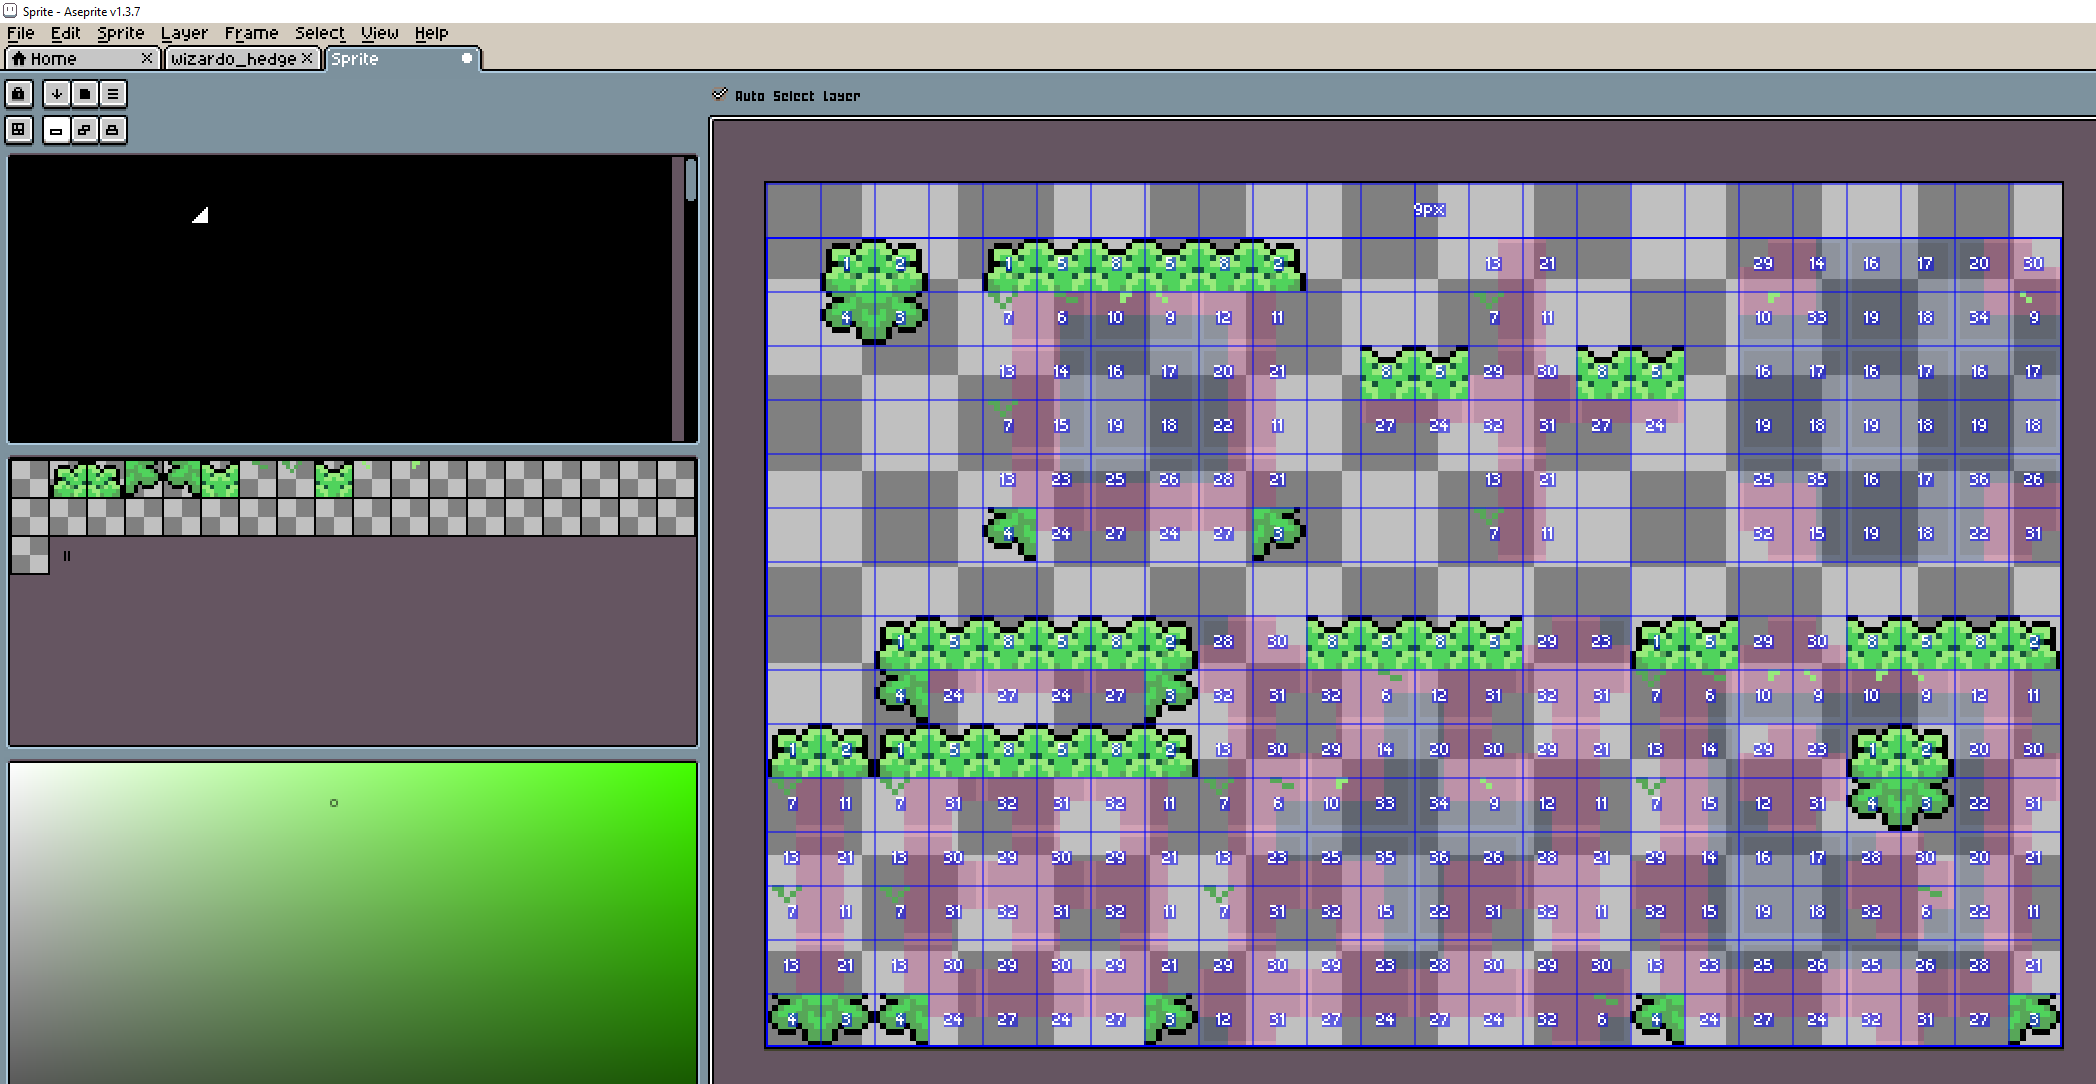 Sprite - Aseprite v1.3.7
File Edit Sprite Layer Frame Select View Help
Home wizardo_hedge Sprite
Auto Select Layer
9px
1 2 1 5 8 5 8 2 13 21 29 14 16 17 20 30
4 3 7 6 10 9 12 11 7 11 10 33 19 18 34 9
13 14 16 17 20 21 8 5 29 30 8 5 16 17 16 17 16 17
7 15 19 18 22 11 27 24 32 31 27 24 19 18 19 18 19 18
13 23 25 26 28 21 13 21 25 35 16 17 36 26
4 24 27 24 27 3 7 11 32 15 19 18 22 31
1 5 8 5 8 2 28 30 8 5 8 5 29 23 1 5 29 30 8 5 8 2
4 24 27 24 27 3 32 31 32 6 12 31 32 31 7 6 10 9 10 9 12 11
1 2 1 5 8 5 8 2 13 30 29 14 20 30 29 21 13 14 29 23 1 2 20 30
7 11 7 31 32 31 32 11 7 6 10 33 34 9 12 11 7 15 12 31 4 3 22 31
13 21 13 30 29 30 29 21 13 23 25 35 36 26 28 21 29 14 16 17 28 30 20 21
7 11 7 31 32 31 32 11 7 31 32 15 22 31 32 11 32 15 19 18 32 6 22 11
13 21 13 30 29 30 29 21 29 30 29 23 28 30 29 30 13 23 25 26 25 26 28 21
4 3 4 24 27 24 27 3 12 31 27 24 27 24 32 6 4 24 27 24 32 31 27 3